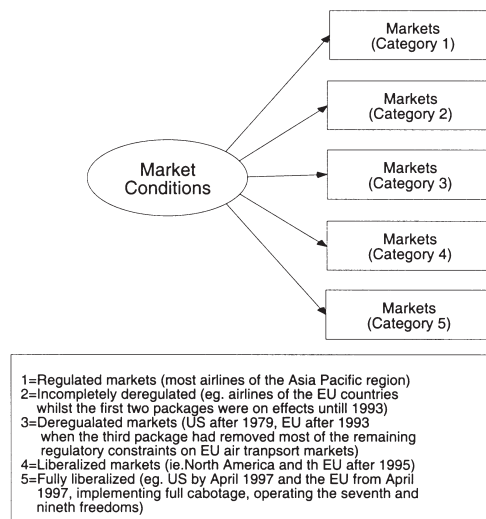 Markets
(Category 1)
Markets
(Category 2)
Market
Conditions
Markets
(Category 3)
Markets
(Category 4)
Markets
(Category 5)
1=Regulated markets (most airlines of the Asia Pacific region)
2=Incompletely deregulated (eg. airlines of the EU countries
whilst the first two packages were on effects untill 1993)
3=Deregualated markets (US after 1979, EU after 1993
when the third package had removed most of the remaining
regulatory constraints on EU air tranpsort markets)
4=Liberalized markets (ie.North America and th EU after 1995)
5=Fully liberalized (eg. US by April 1997 and the EU from April
1997, implementing full cabotage, operating the seventh and
nineth freedoms)